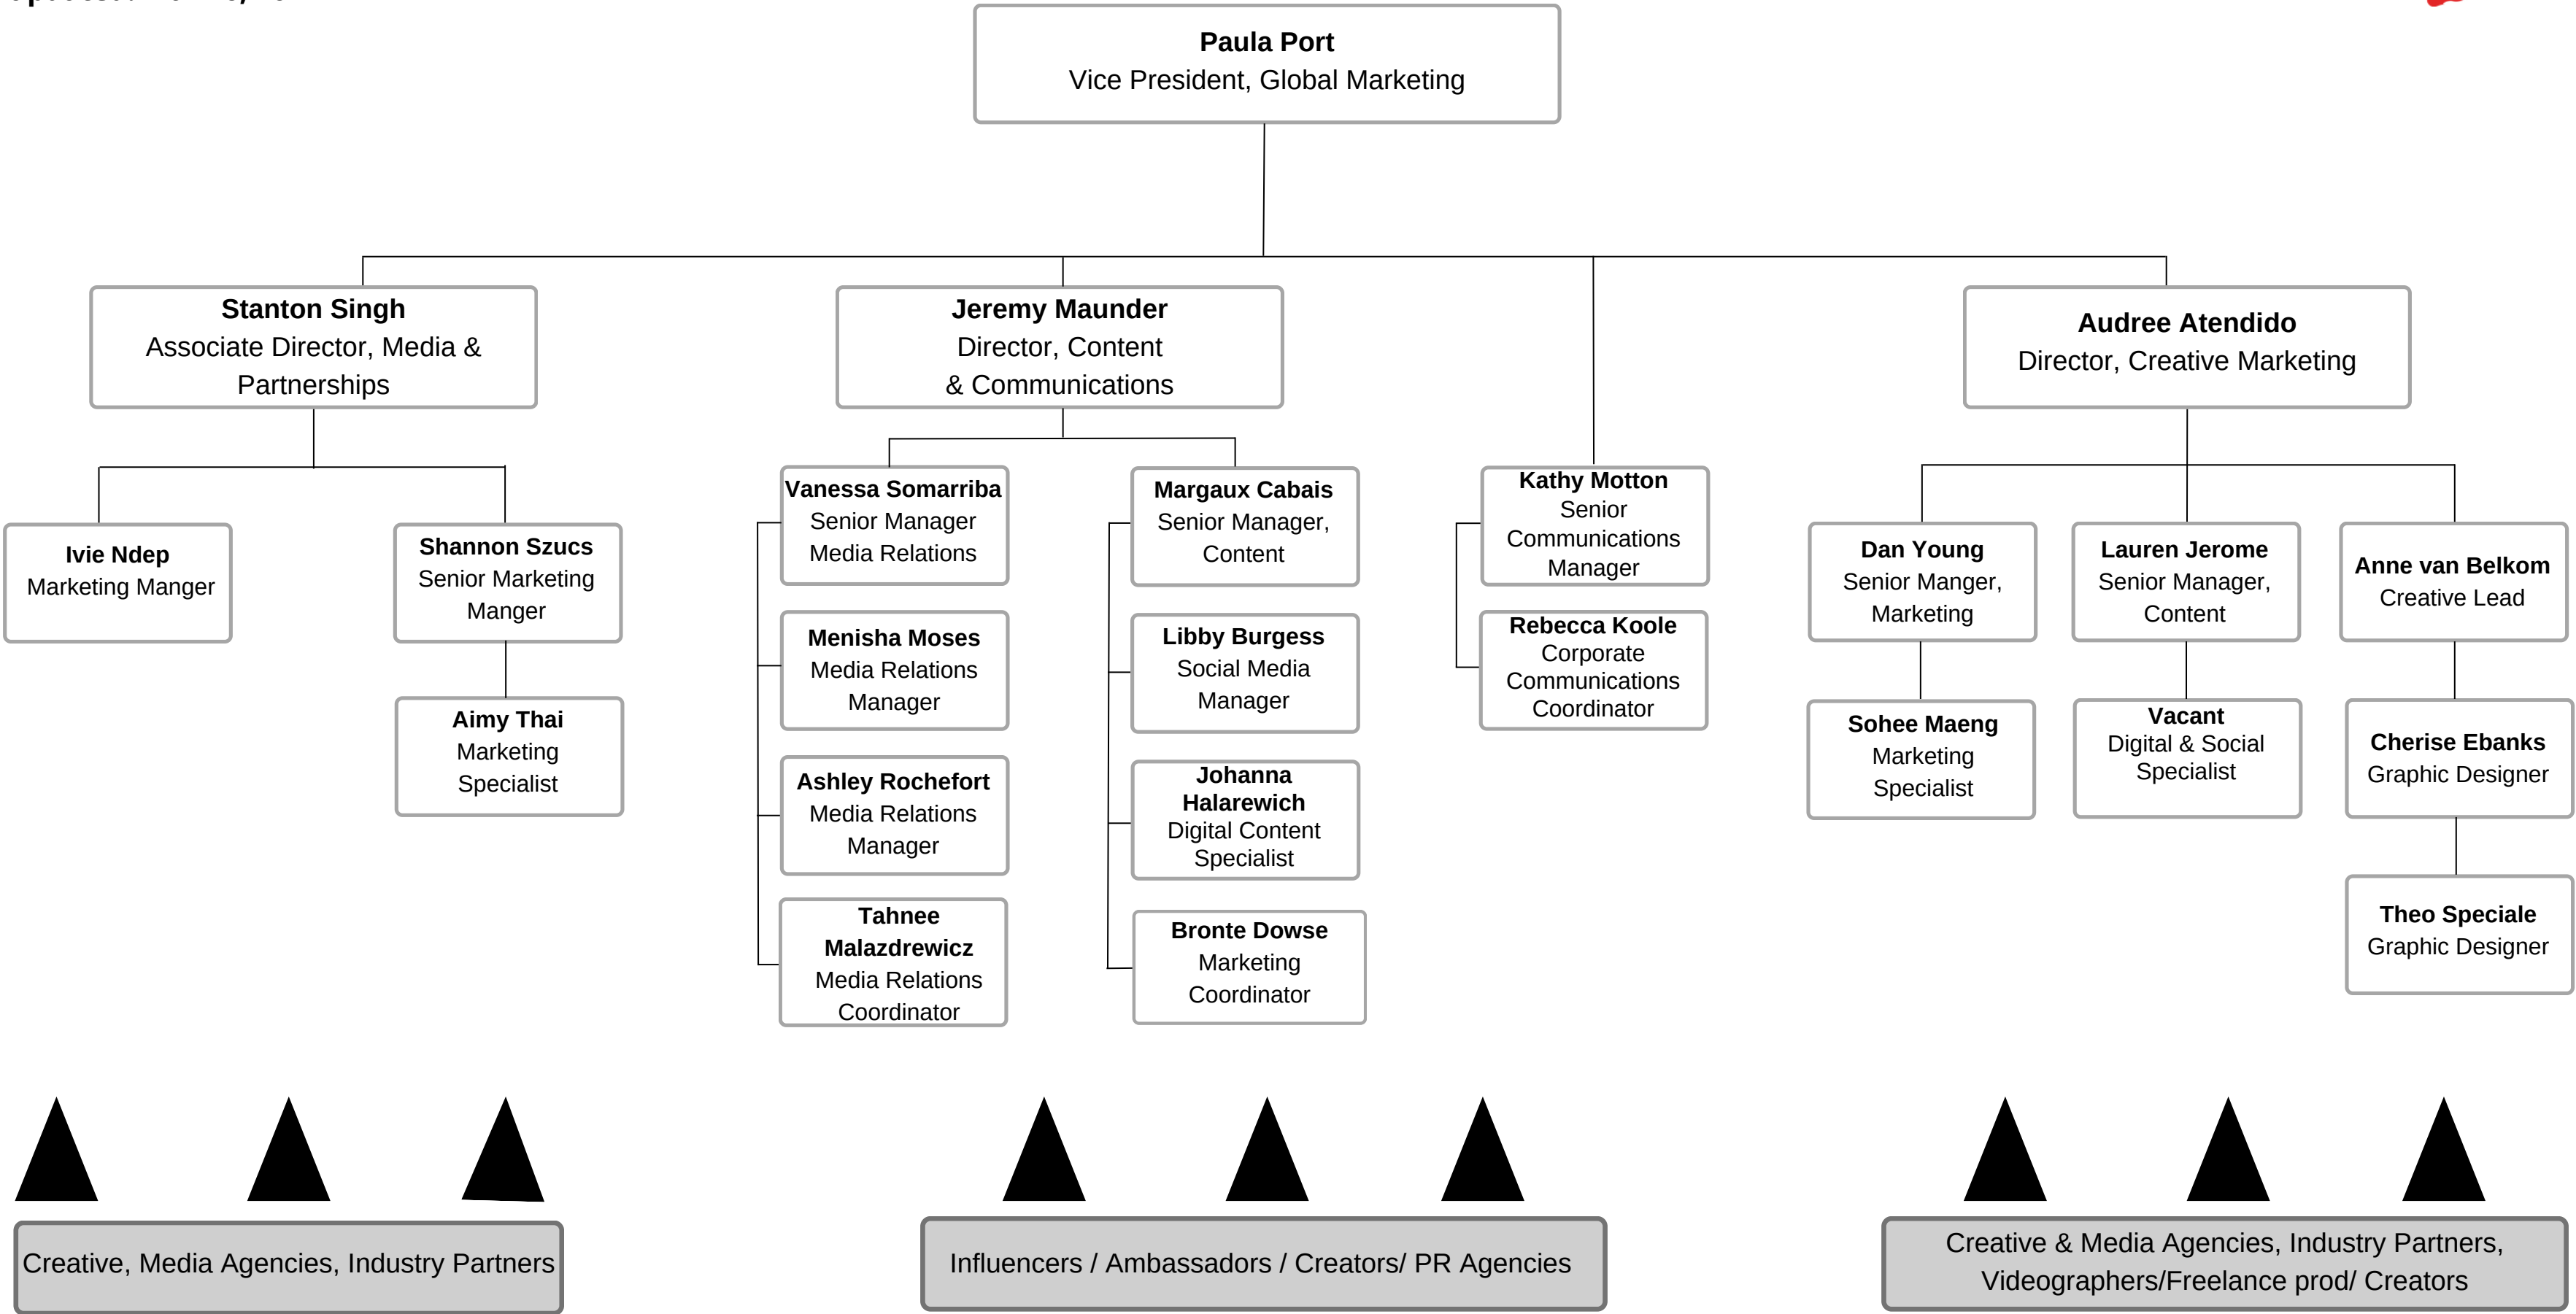 Paula Port
Vice President, Global Marketing
Stanton Singh
Associate Director, Media &
Partnerships
Jeremy Maunder
Director, Content
& Communications
Audree Atendido
Director, Creative Marketing
Ivie Ndep
Marketing Manger
Shannon Szucs
Senior Marketing
Manger
Aimy Thai
Marketing
Specialist
Vanessa Somarriba
Senior Manager
Media Relations
Menisha Moses
Media Relations
Manager
Ashley Rochefort
Media Relations
Manager
Tahnee
Malazdrewicz
Media Relations
Coordinator
Margaux Cabais
Senior Manager,
Content
Libby Burgess
Social Media
Manager
Johanna
Halarewich
Digital Content
Specialist
Bronte Dowse
Marketing
Coordinator
Kathy Motton
Senior
Communications
Manager
Rebecca Koole
Corporate
Communications
Coordinator
Dan Young
Senior Manger,
Marketing
Sohee Maeng
Marketing
Specialist
Lauren Jerome
Senior Manager,
Content
Vacant
Digital & Social
Specialist
Anne van Belkom
Creative Lead
Cherise Ebanks
Graphic Designer
Theo Speciale
Graphic Designer
Creative, Media Agencies, Industry Partners
Influencers / Ambassadors / Creators/ PR Agencies
Creative & Media Agencies, Industry Partners,
Videographers/Freelance prod/ Creators